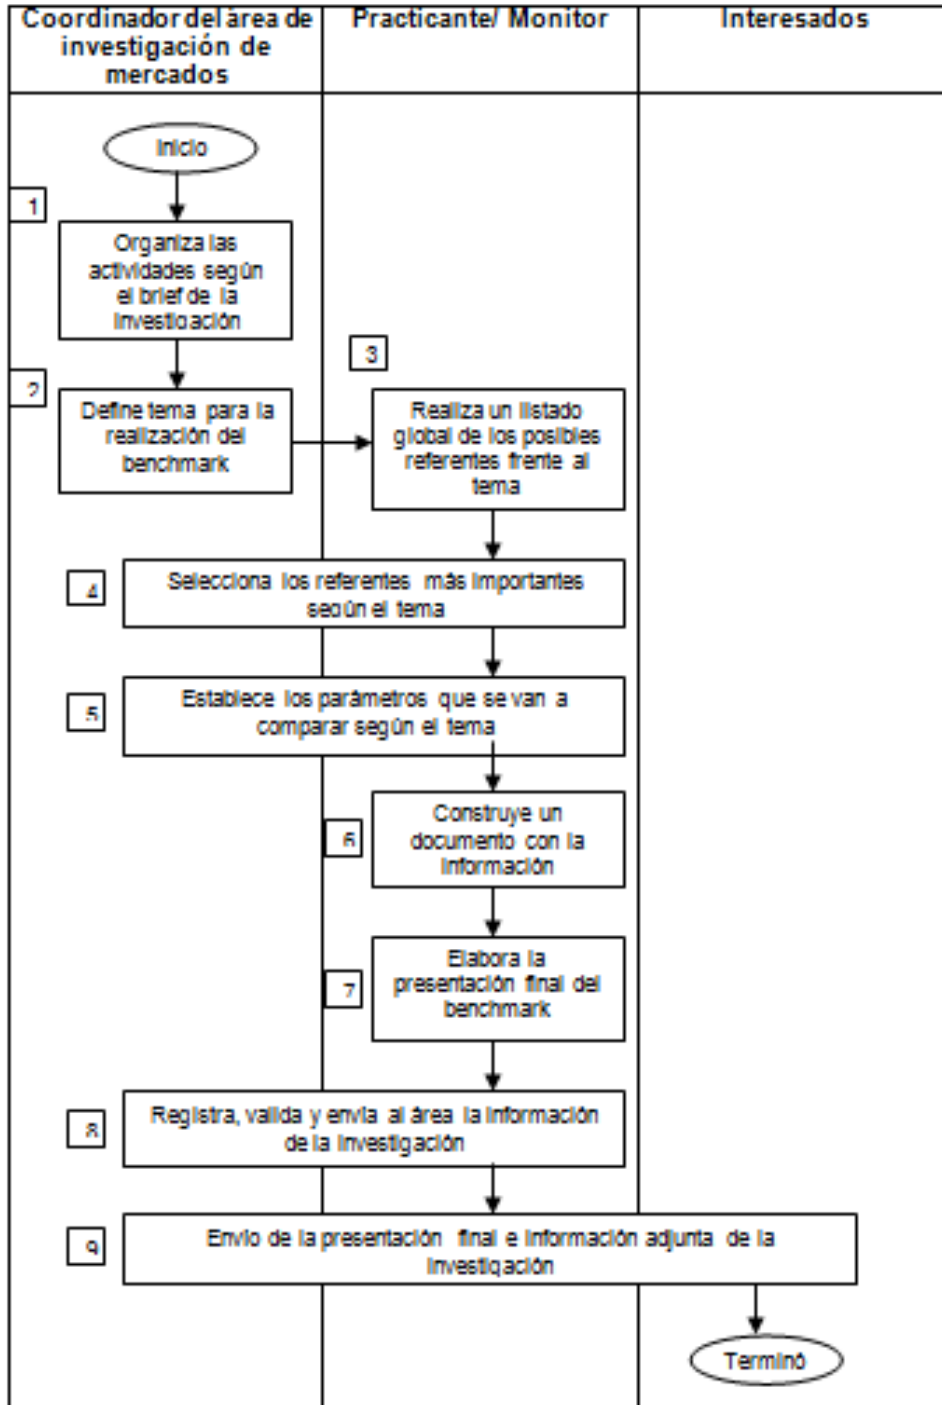 Coordinador del área de
investigación de
mercados
Practicante/ Monitor
Interesados
Inicio
1
Organiza las
actividades según
el brief de la
investigación
2
Define tema para la
realización del
benchmark
3
Realiza un listado
global de los posibles
referentes frente al
tema
4
Selecciona los referentes más importantes
según el tema
5
Establece los parámetros que se van a
comparar según el tema
6
Construye un
documento con la
información
7
Elabora la
presentación final del
benchmark
8
Registra, valida y envia al área la información
de la investigación
9
Envío de la presentación final e información adjunta de la
investigación
Terminó